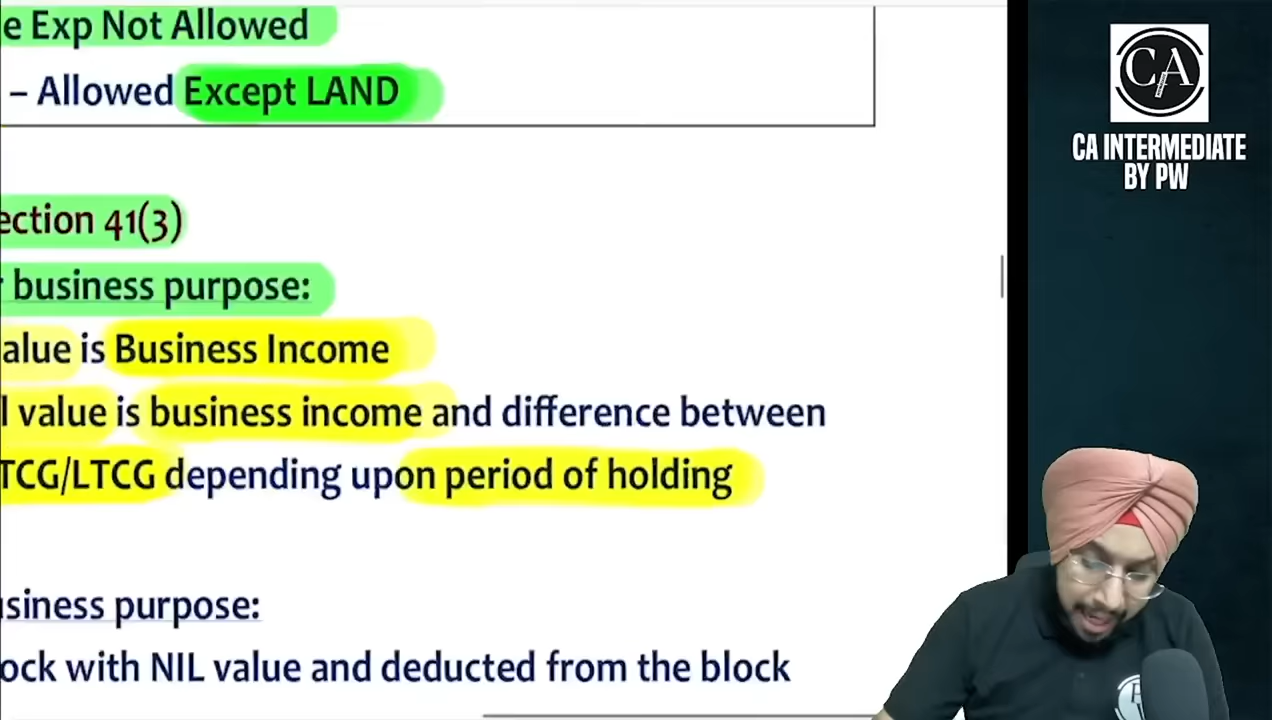 e Exp Not Allowed
– Allowed Except LAND
ection 41(3)
business purpose:
alue is Business Income
l value is business income and difference between
TCG/LTCG depending upon period of holding
siness purpose:
ock with NIL value and deducted from the block
CA
CA INTERMEDIATE
BY PW